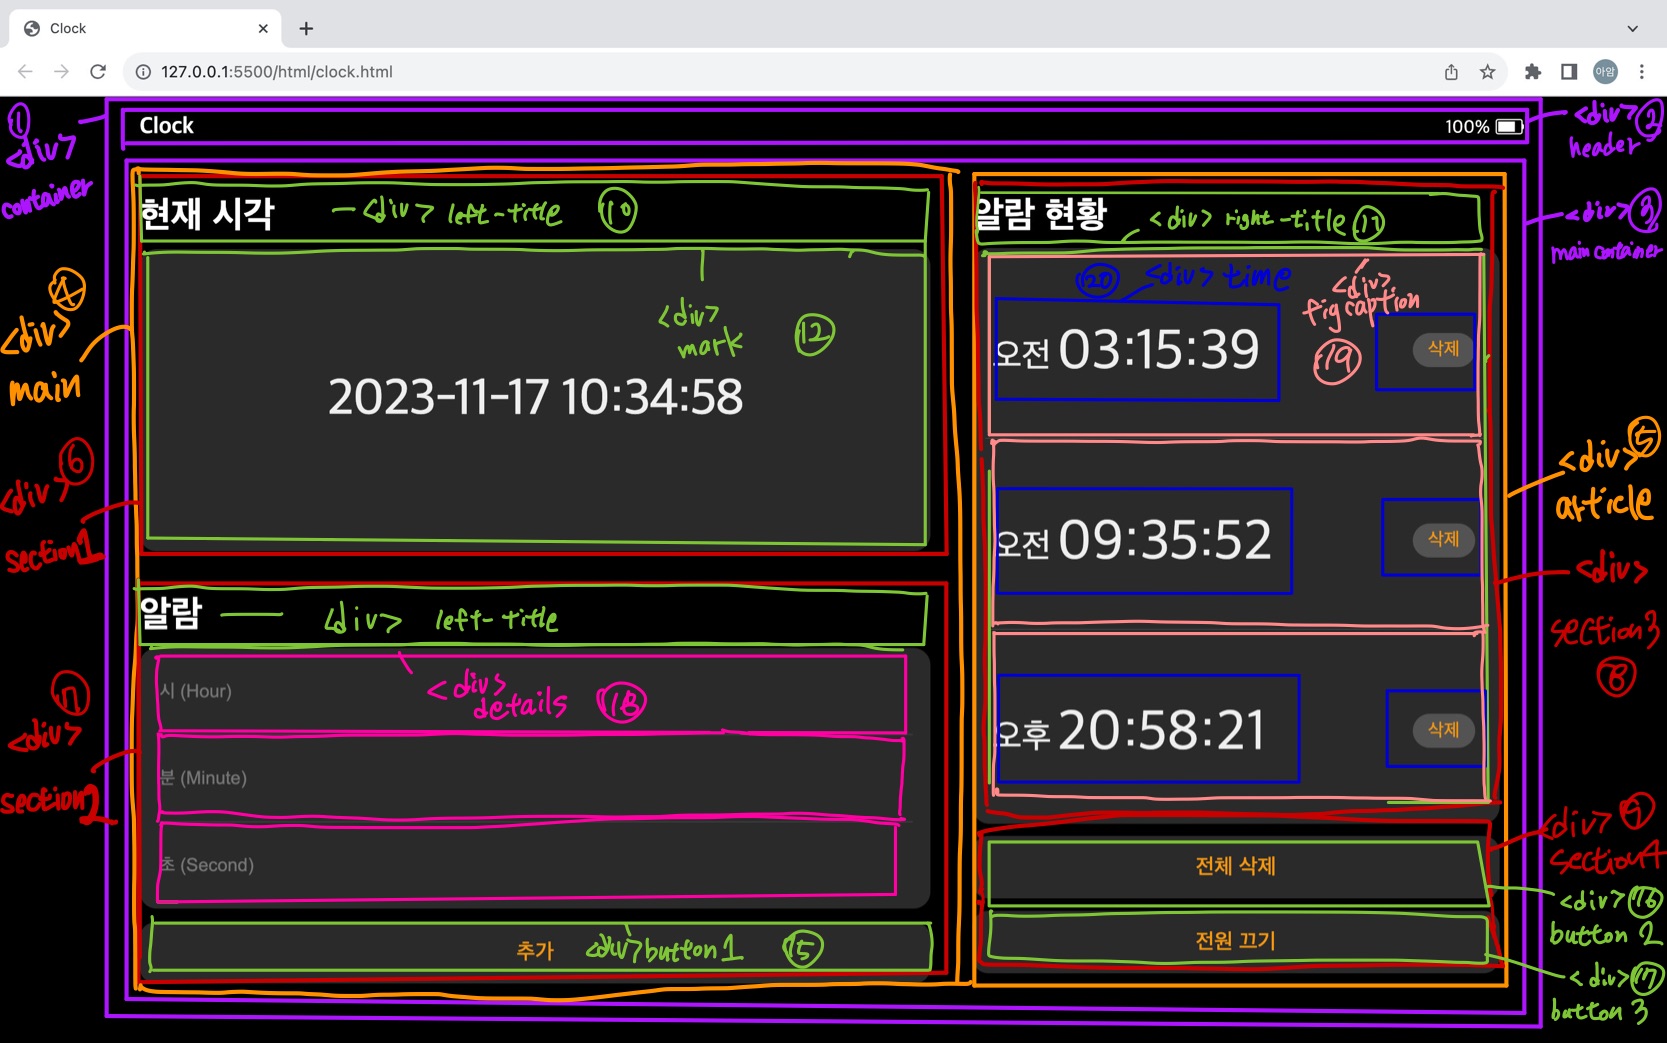 Clock
127.0.0.1:5500/html/clock.html
아암
① <div> container
Clock
100%
<div> ② header
<div> ③ main container
현재 시각
<div> left-title ⑩
알람 현황
<div> right-title
<div> mark ⑫
2023-11-17 10:34:58
⑳ <div> time
<div> figcaption ⑲
오전 03:15:39
삭제
④ <div> main
<div> ⑤ article
<div> ⑥ section1
오전 09:35:52
삭제
<div> section3 ⑧
알람
<div> left-title
시 (Hour)
<div> details
분 (Minute)
초 (Second)
<div> section2
오후 20:58:21
삭제
<div> section4
전체 삭제
<div> ⑯ button 2
추가
<div> button 1 ⑮
전원 끄기
<div> ⑰ button 3